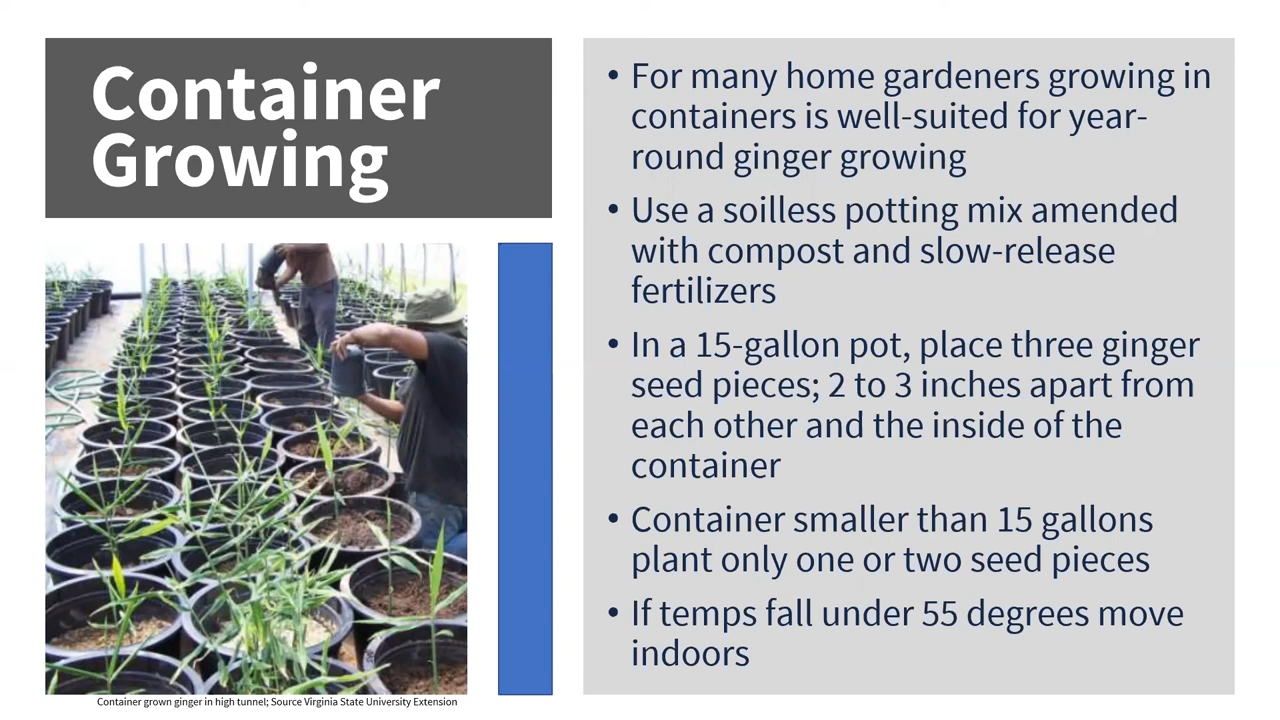 Container
Growing
• For many home gardeners growing in
containers is well-suited for year-
round ginger growing
• Use a soilless potting mix amended
with compost and slow-release
fertilizers
• In a 15-gallon pot, place three ginger
seed pieces; 2 to 3 inches apart from
each other and the inside of the
container
• Container smaller than 15 gallons
plant only one or two seed pieces
• If temps fall under 55 degrees move
indoors
Container grown ginger in high tunnel; Source Virginia State University Extension